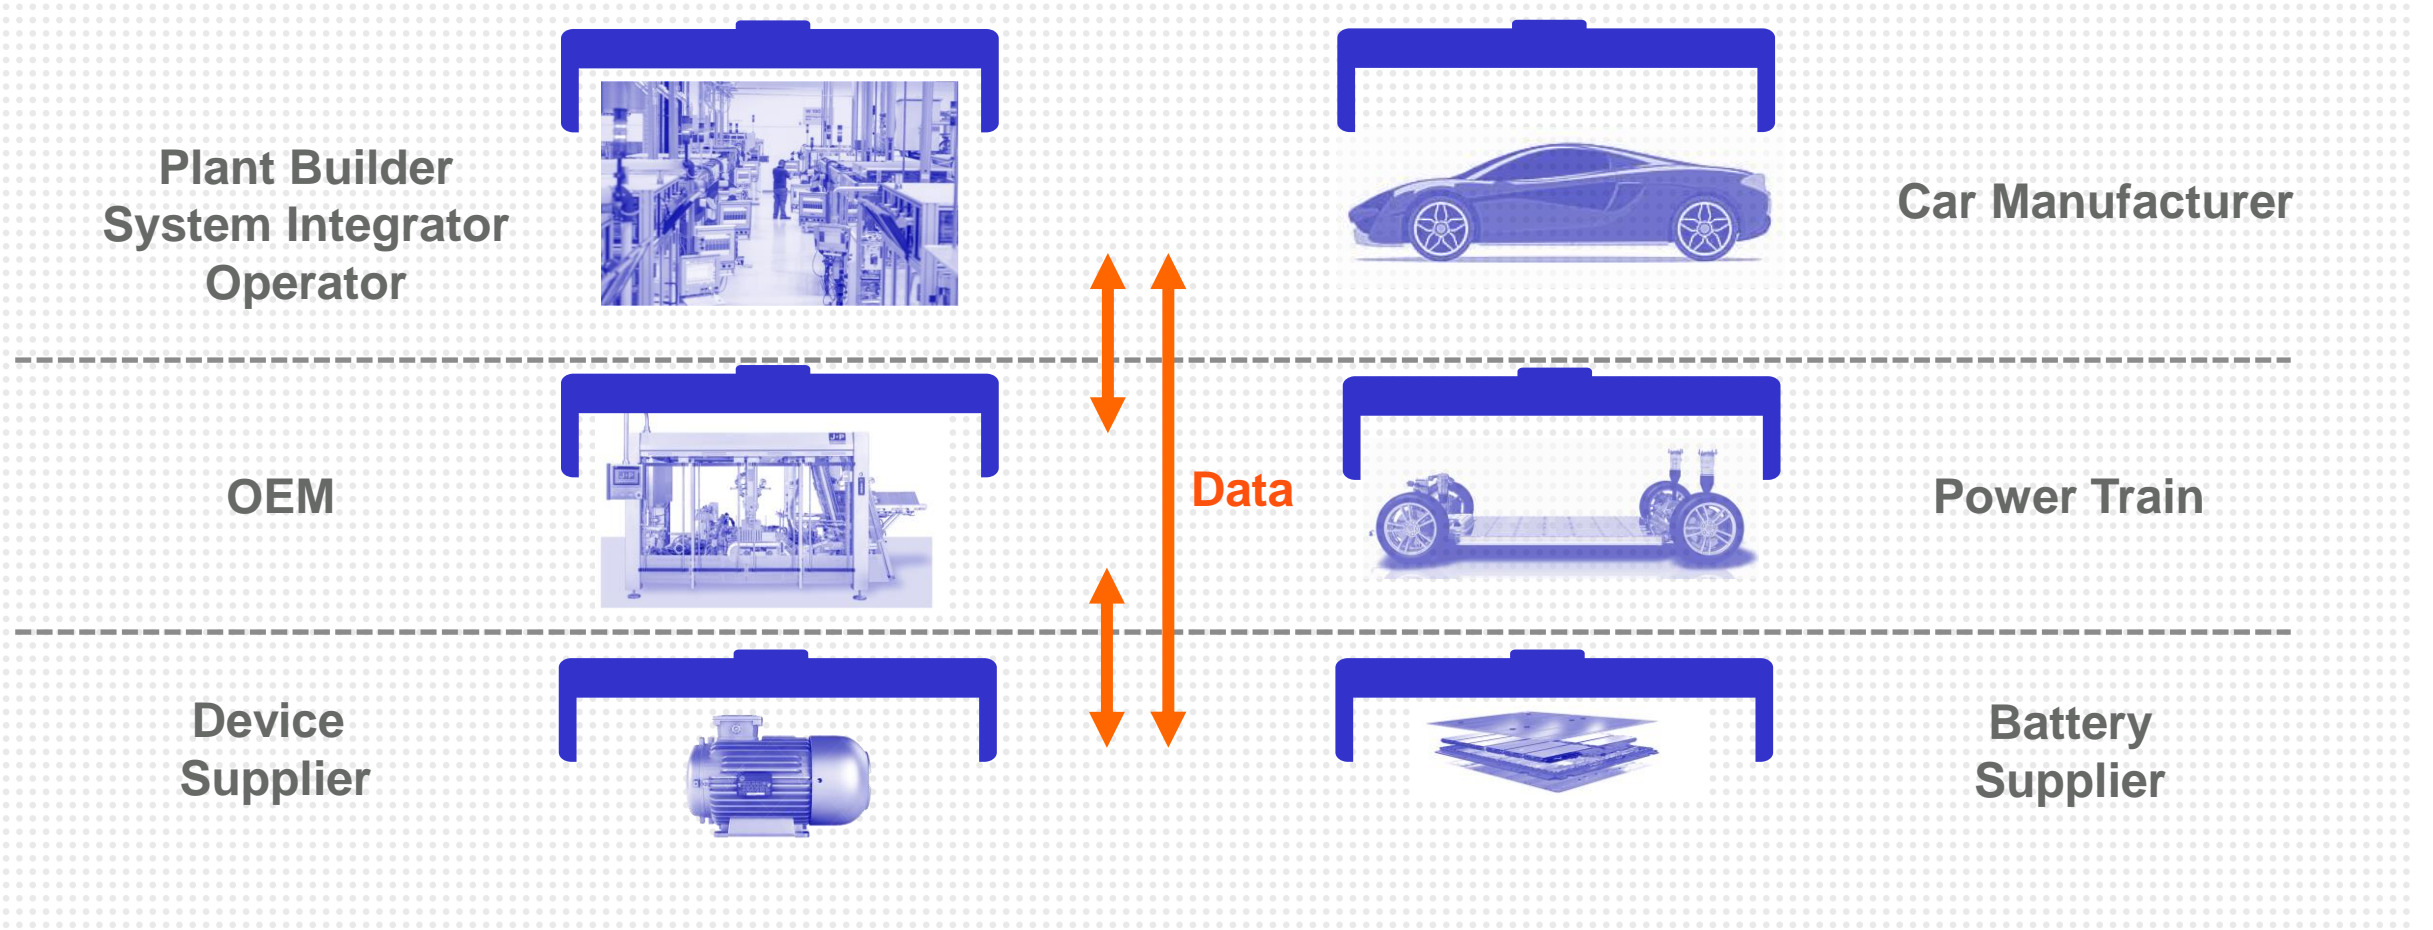 Plant Builder
System Integrator
Operator
Car Manufacturer
J+P
J+P
OEM
Data
Power Train
Device
Supplier
Battery
Supplier